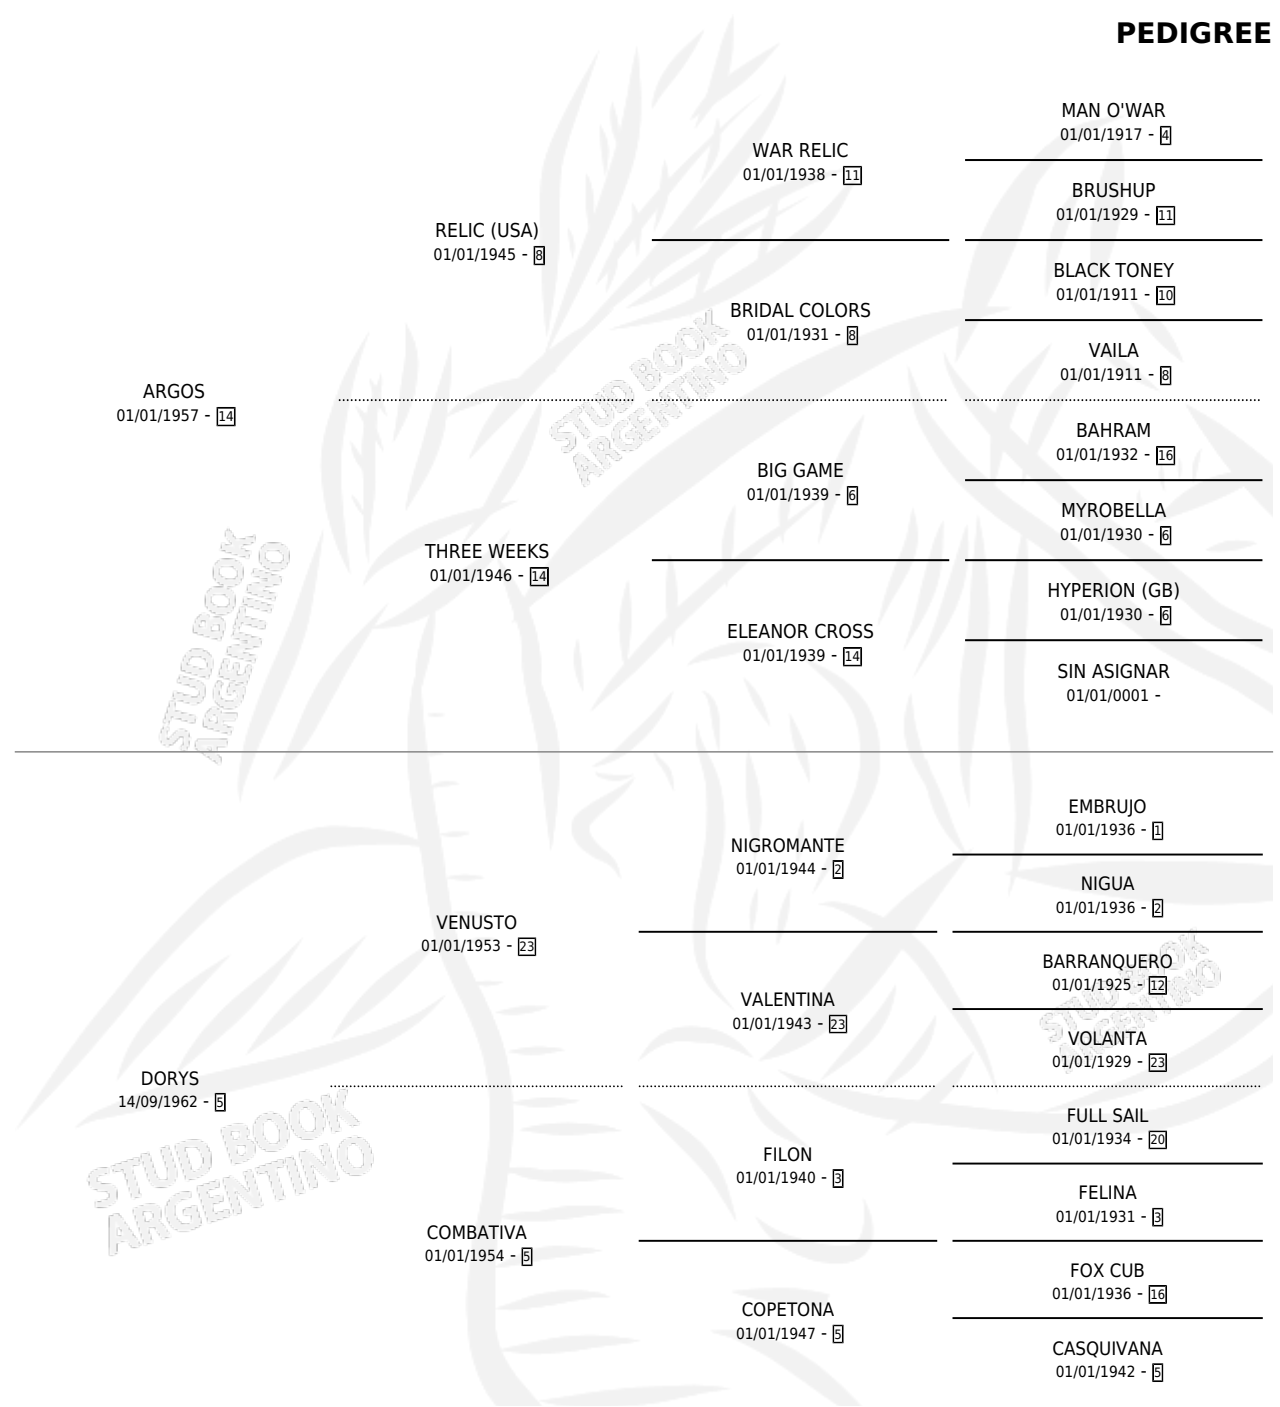 PEDIGREE
MAN O'WAR
01/01/1917 - 4
WAR RELIC
01/01/1938 - 11
BRUSHUP
01/01/1929 - 11
RELIC (USA)
01/01/1945 - 8
BLACK TONEY
01/01/1911 - 10
BRIDAL COLORS
01/01/1931 - 8
VAILA
01/01/1911 - 8
STUD BOOK
ARGENTINO
ARGOS
01/01/1957 - 14
BAHRAM
01/01/1932 - 16
BIG GAME
01/01/1939 - 6
MYROBELLA
01/01/1930 - 6
THREE WEEKS
01/01/1946 - 14
HYPERION (GB)
01/01/1930 - 6
ELEANOR CROSS
01/01/1939 - 14
SIN ASIGNAR
01/01/0001 -
STUD BOOK
ARGENTINO
EMBRUJO
01/01/1936 - 1
NIGROMANTE
01/01/1944 - 2
NIGUA
01/01/1936 - 2
VENUSTO
01/01/1953 - 23
BARRANQUERO
01/01/1925 - 12
VALENTINA
01/01/1943 - 23
VOLANTA
01/01/1929 - 23
STUD BOOK
ARGENTINO
DORYS
14/09/1962 - 5
FULL SAIL
01/01/1934 - 20
FILON
01/01/1940 - 3
FELINA
01/01/1931 - 3
STUD BOOK
ARGENTINO
COMBATIVA
01/01/1954 - 5
FOX CUB
01/01/1936 - 16
COPETONA
01/01/1947 - 5
CASQUIVANA
01/01/1942 - 5